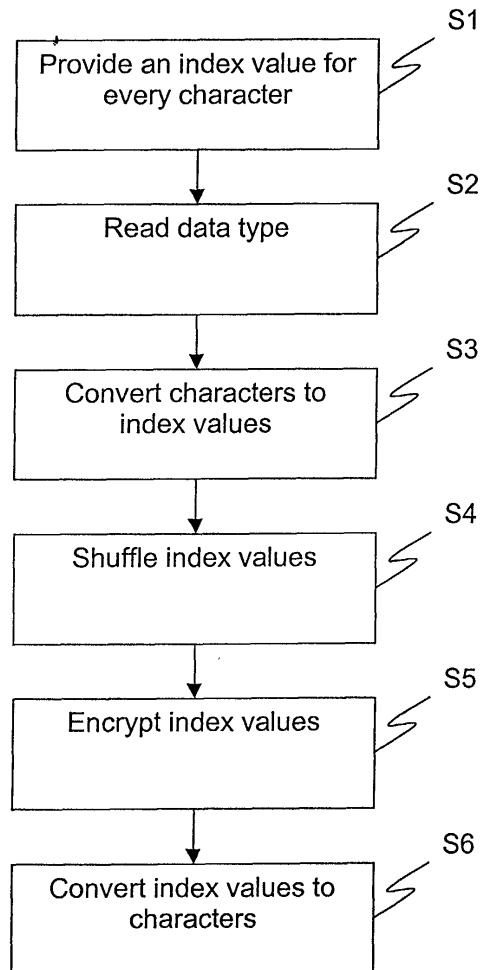 S1
Provide an index value for
every character
S2
Read data type
S3
Convert characters to
index values
S4
Shuffle index values
S5
Encrypt index values
S6
Convert index values to
characters